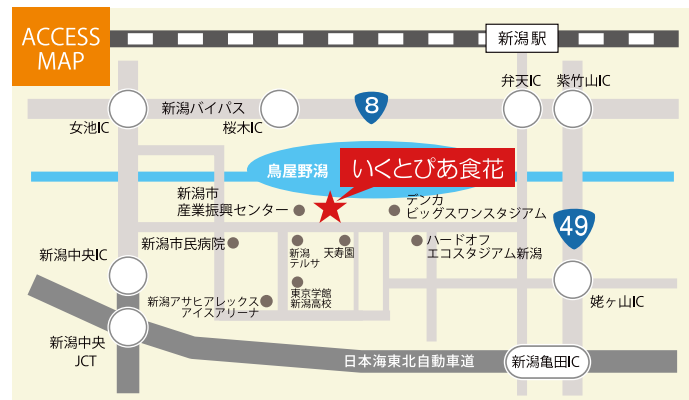 ACCESS
MAP
新潟駅
弁天IC
紫竹山IC
新潟バイパス
8
女池IC
桜木IC
鳥屋野潟
いくとぴあ食花
新潟市
産業振興センター
デンカ
ビッグスワンスタジアム
49
新潟市民病院
新潟
テルサ
天寿園
ハードオフ
エコスタジアム新潟
新潟中央IC
東京学館
新潟高校
新潟アサヒアレックス
アイスアリーナ
姥ヶ山IC
新潟中央
JCT
日本海東北自動車道
新潟亀田IC